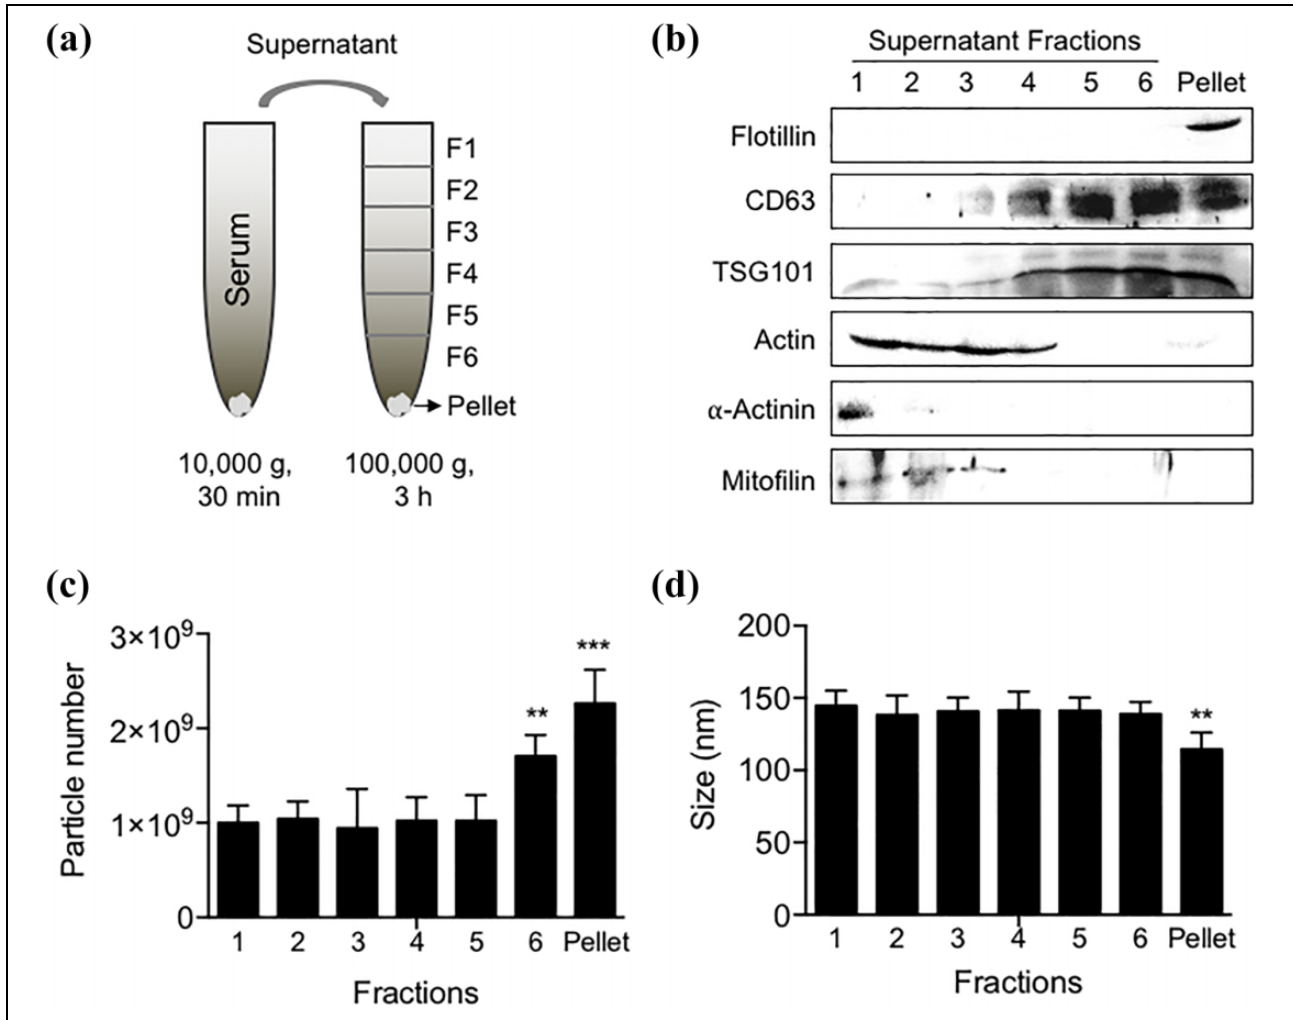 (a)
Supernatant
Serum
F1
F2
F3
F4
F5
F6
Pellet
10,000 g,
30 min
100,000 g,
3 h
(b)
Supernatant Fractions
1 2 3 4 5 6 Pellet
Flotillin
CD63
TSG101
Actin
α-Actinin
Mitofilin
(c)
Particle number
3×10⁹
2×10⁹
1×10⁹
0
** ***
1 2 3 4 5 6 Pellet
Fractions
(d)
Size (nm)
200
150
100
50
0
**
1 2 3 4 5 6 Pellet
Fractions